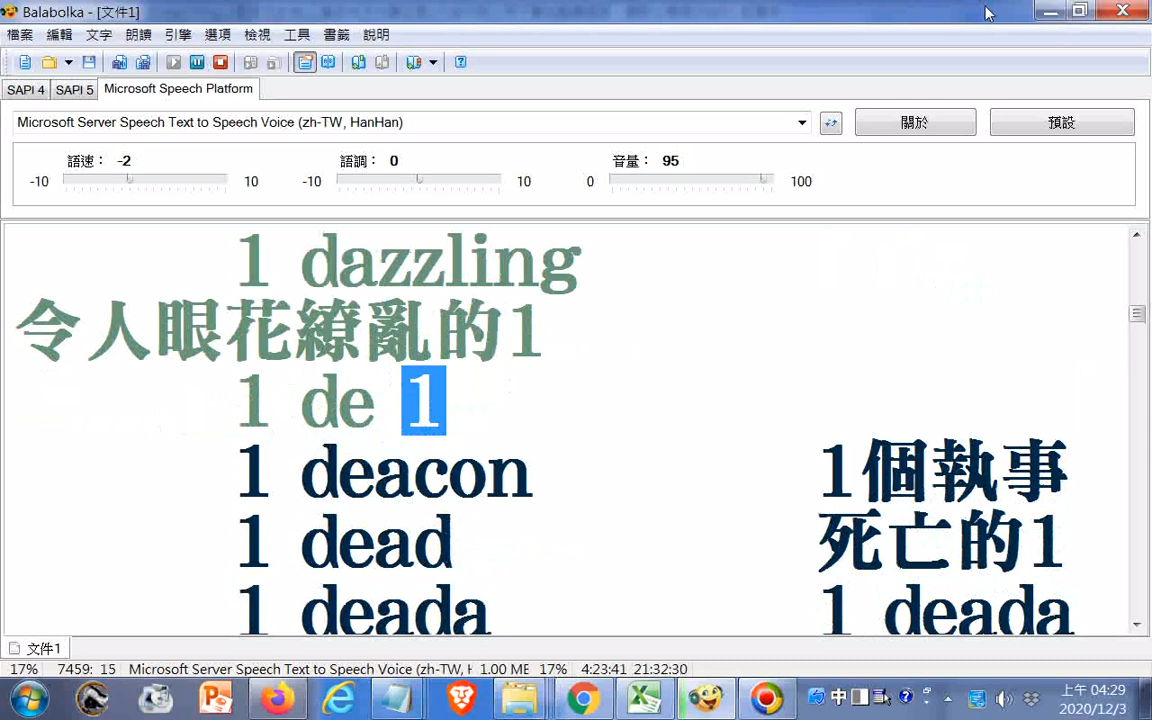 Balabolka - [文件1]
檔案 編輯 文字 朗讀 引擎 選項 檢視 工具 書籤 說明
SAPI 4 SAPI 5 Microsoft Speech Platform
Microsoft Server Speech Text to Speech Voice (zh-TW, HanHan) 關於 預設
語速： -2 語調： 0 音量： 95
-10 10 -10 10 0 100
1 dazzling
令人眼花繚亂的1
1 de 1
1 deacon 1個執事
1 dead 死亡的1
1 deada 1 deada
文件1
17% 7459: 15 Microsoft Server Speech Text to Speech Voice (zh-TW, H 1.00 ME 17% 4:23:41 21:32:30
中 上午 04:29
2020/12/3